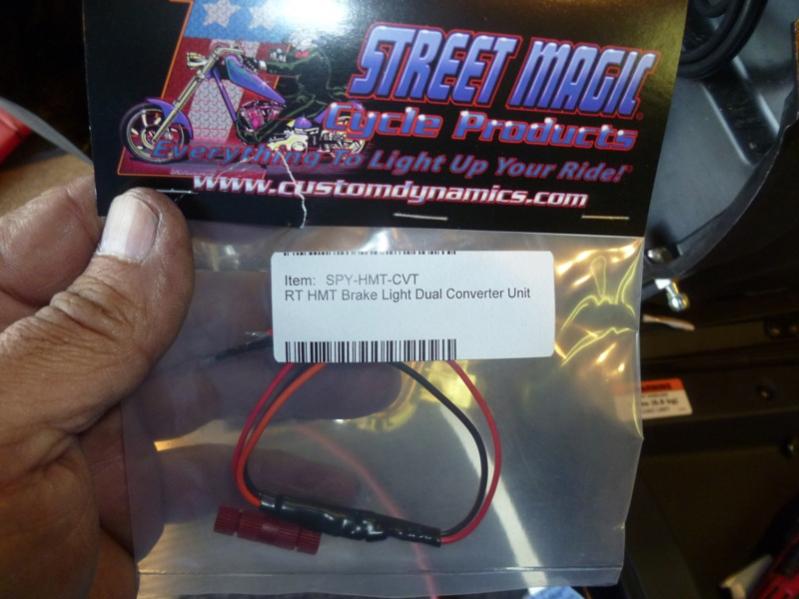 STREET MAGIC
Cycle Products
Everything To Light Up Your Ride!
www.customdynamics.com
Item: SPY-HMT-CVT
RT HMT Brake Light Dual Converter Unit
WARNING